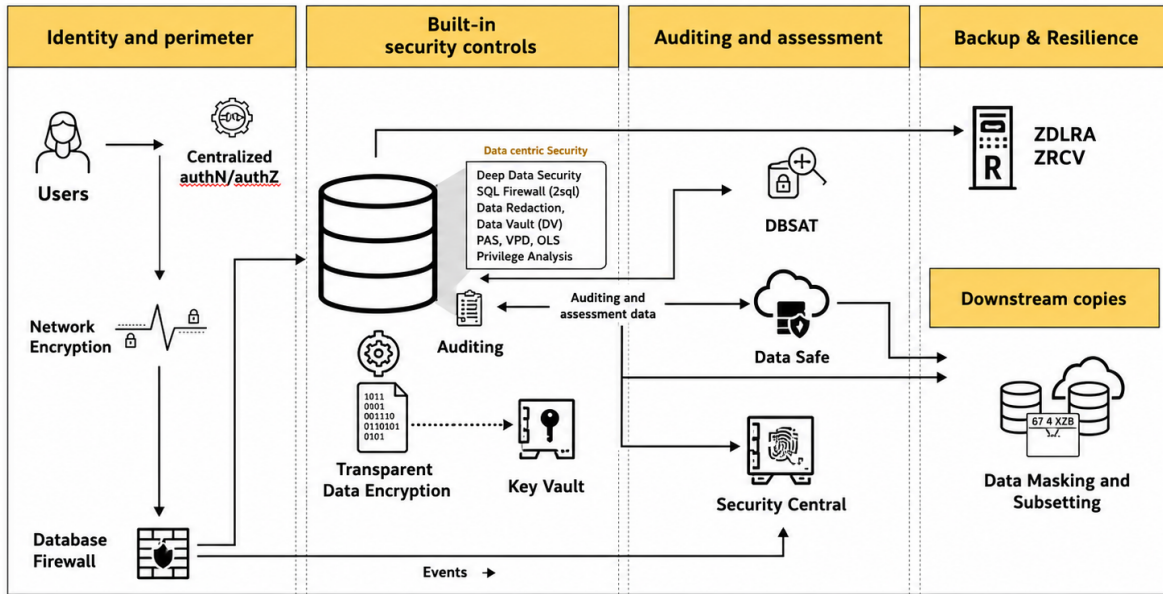 Identity and perimeter
Built-in
security controls
Auditing and assessment
Backup & Resilience
Users
Centralized
authN/authZ
Network
Encryption
Database
Firewall
Data centric Security
Deep Data Security
SQL Firewall (2sql)
Data Redaction,
Data Vault (DV)
PAS, VPD, OLS
Privilege Analysis
Auditing
Auditing and
assessment data
1011
0001
001110
0110101
0101
Transparent
Data Encryption
Key Vault
Events
DBSAT
Data Safe
Security Central
R
ZDLRA
ZRCV
Downstream copies
67 4 XZB
Data Masking and
Subsetting